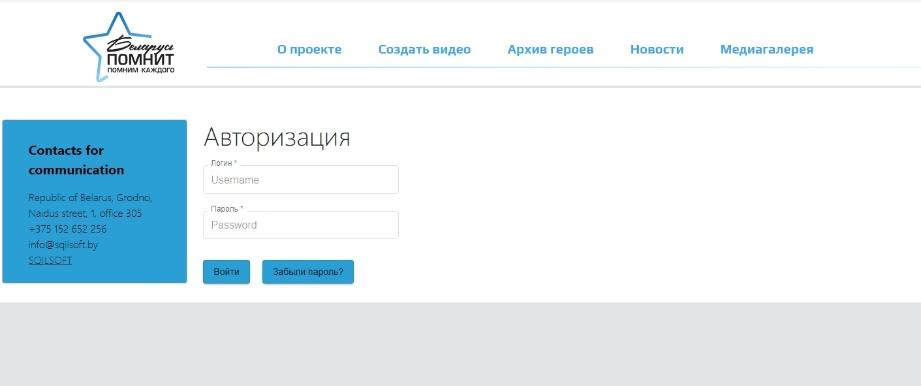 Беларусь
ПОМНИТ
ПОМНИМ КАЖДОГО
О проекте Создать видео Архив героев Новости Медиагалерея
Contacts for
communication
Republic of Belarus, Grodno,
Naidus street, 1, office 305
+375 152 652 256
info@sqilsoft.by
SQILSOFT
Авторизация
Логин *
Username
Пароль *
Password
Войти Забыли пароль?